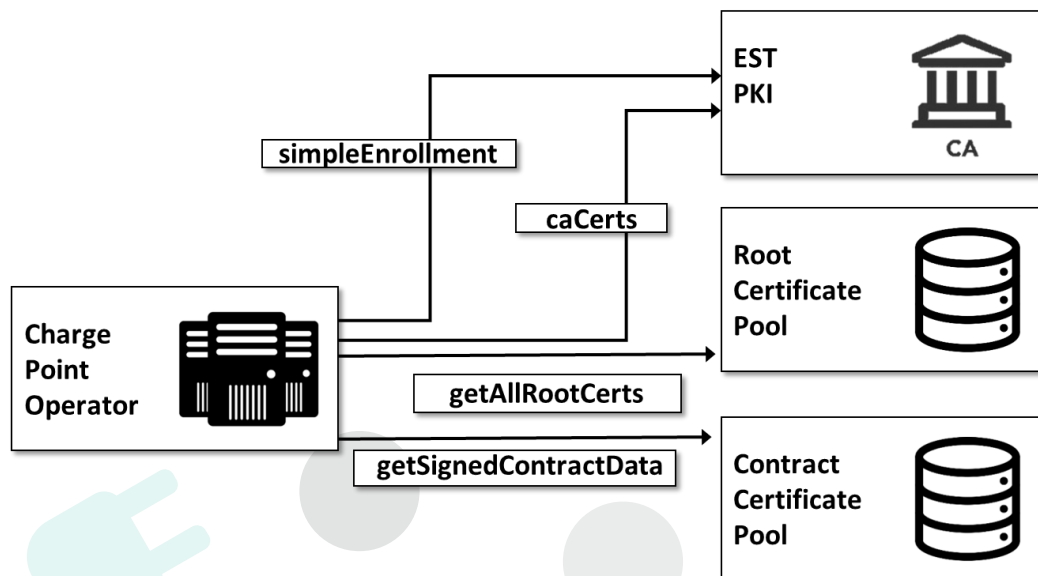 EST
PKI
CA
simpleEnrollment
caCerts
Root
Certificate
Pool
Charge
Point
Operator
getAllRootCerts
getSignedContractData
Contract
Certificate
Pool